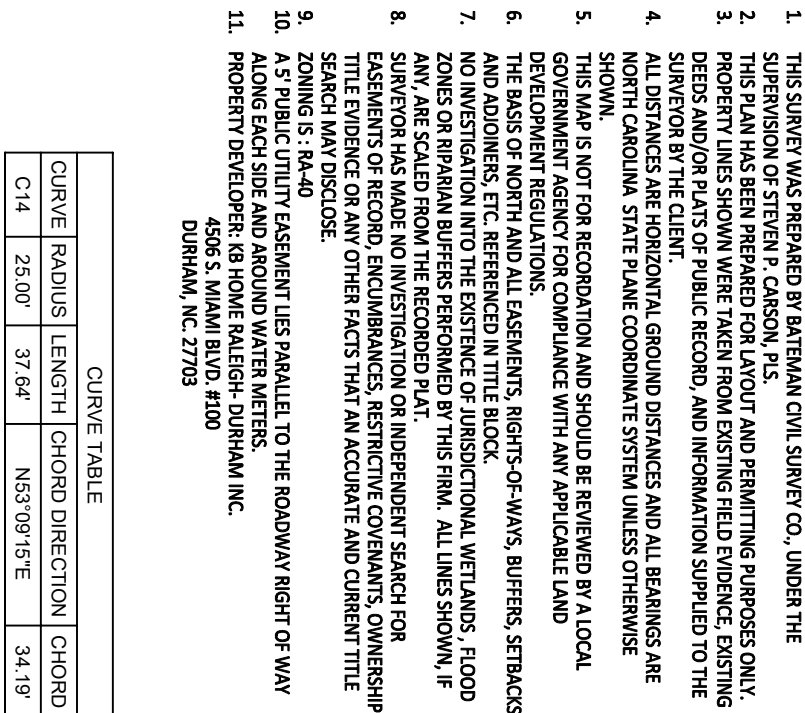 1. THIS SURVEY WAS PREPARED BY BATEMAN CIVIL SURVEY CO., UNDER THE
SUPERVISION OF STEVEN P. CARSON, PLS.
2. THIS PLAN HAS BEEN PREPARED FOR LAYOUT AND PERMITTING PURPOSES ONLY.
3. PROPERTY LINES SHOWN WERE TAKEN FROM EXISTING FIELD EVIDENCE, EXISTING
DEEDS AND/OR PLATS OF PUBLIC RECORD, AND INFORMATION SUPPLIED TO THE
SURVEYOR BY THE CLIENT.
4. ALL DISTANCES ARE HORIZONTAL GROUND DISTANCES AND ALL BEARINGS ARE
NORTH CAROLINA STATE PLANE COORDINATE SYSTEM UNLESS OTHERWISE
SHOWN.
5. THIS MAP IS NOT FOR RECORDATION AND SHOULD BE REVIEWED BY A LOCAL
GOVERNMENT AGENCY FOR COMPLIANCE WITH ANY APPLICABLE LAND
DEVELOPMENT REGULATIONS.
6. THE BASIS OF NORTH AND ALL EASEMENTS, RIGHTS-OF-WAYS, BUFFERS, SETBACKS
AND ADJOINERS, ETC. REFERENCED IN TITLE BLOCK.
7. NO INVESTIGATION INTO THE EXISTENCE OF JURISDICTIONAL WETLANDS , FLOOD
ZONES OR RIPARIAN BUFFERS PERFORMED BY THIS FIRM. ALL LINES SHOWN, IF
ANY, ARE SCALED FROM THE RECORDED PLAT.
8. SURVEYOR HAS MADE NO INVESTIGATION OR INDEPENDENT SEARCH FOR
EASEMENTS OF RECORD, ENCUMBRANCES, RESTRICTIVE COVENANTS, OWNERSHIP
TITLE EVIDENCE OR ANY OTHER FACTS THAT AN ACCURATE AND CURRENT TITLE
SEARCH MAY DISCLOSE.
9. ZONING IS : RA-40
10. A 5' PUBLIC UTILITY EASEMENT LIES PARALLEL TO THE ROADWAY RIGHT OF WAY
ALONG EACH SIDE AND AROUND WATER METERS.
11. PROPERTY DEVELOPER: KB HOME RALEIGH- DURHAM INC.
4506 S. MIAMI BLVD. #100
DURHAM, NC. 27703
CURVE TABLE
CURVE RADIUS LENGTH CHORD DIRECTION CHORD
C14 25.00' 37.64' N53°09'15"E 34.19'